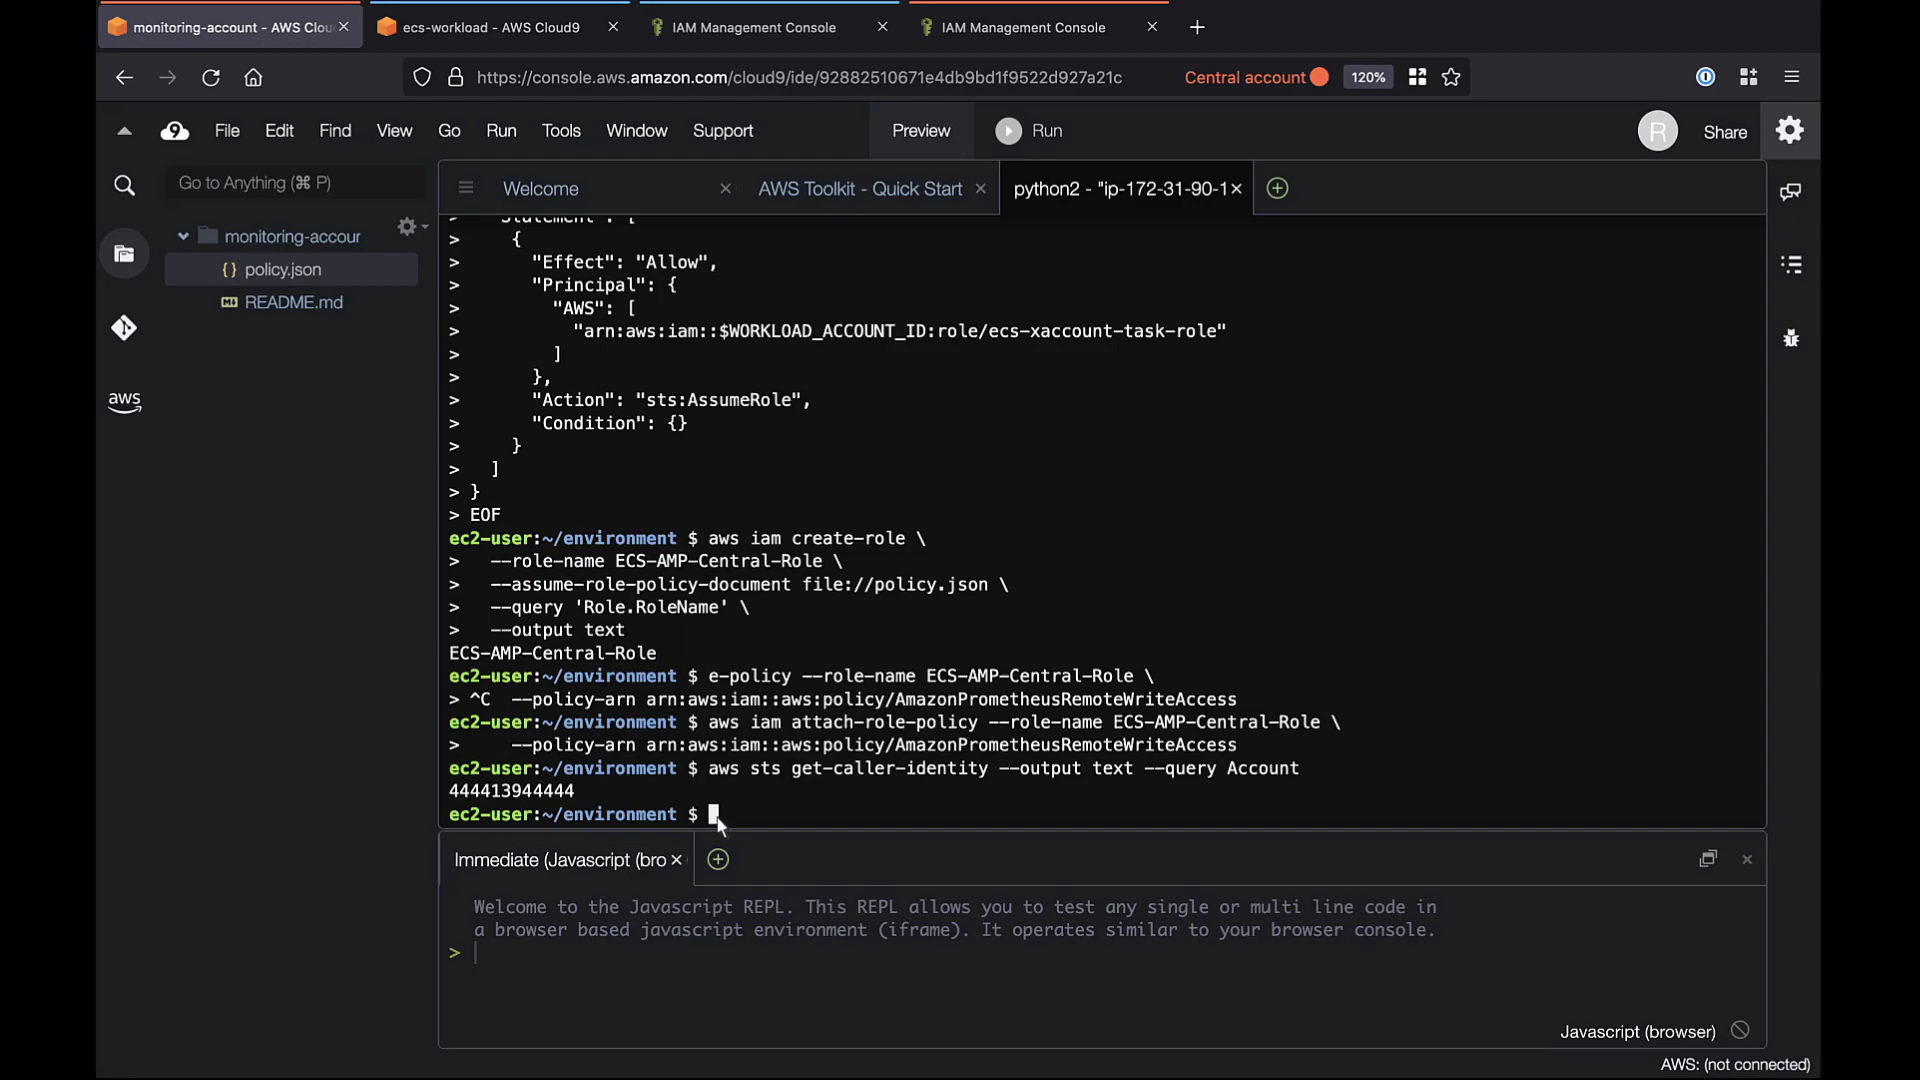 monitoring-account - AWS Clou
ecs-workload - AWS Cloud9
IAM Management Console
IAM Management Console
https://console.aws.amazon.com/cloud9/ide/92882510671e4db9bd1f9522d927a21c
Central account
120%
9
File
Edit
Find
View
Go
Run
Tools
Window
Support
Preview
Run
R
Share
Go to Anything (⌘ P)
Welcome
AWS Toolkit - Quick Start
python2 - "ip-172-31-90-1
monitoring-accour
{} policy.json
README.md
aws
> "Statement": [
> {
> "Effect": "Allow",
> "Principal": {
> "AWS": [
> "arn:aws:iam::$WORKLOAD_ACCOUNT_ID:role/ecs-xaccount-task-role"
> ]
> },
> "Action": "sts:AssumeRole",
> "Condition": {}
> }
> ]
> }
> EOF
ec2-user:~/environment $ aws iam create-role \
> --role-name ECS-AMP-Central-Role \
> --assume-role-policy-document file://policy.json \
> --query 'Role.RoleName' \
> --output text
ECS-AMP-Central-Role
ec2-user:~/environment $ e-policy --role-name ECS-AMP-Central-Role \
> ^C --policy-arn arn:aws:iam::aws:policy/AmazonPrometheusRemoteWriteAccess
ec2-user:~/environment $ aws iam attach-role-policy --role-name ECS-AMP-Central-Role \
> --policy-arn arn:aws:iam::aws:policy/AmazonPrometheusRemoteWriteAccess
ec2-user:~/environment $ aws sts get-caller-identity --output text --query Account
444413944444
ec2-user:~/environment $
Immediate (Javascript (bro
Welcome to the Javascript REPL. This REPL allows you to test any single or multi line code in
a browser based javascript environment (iframe). It operates similar to your browser console.
>
Javascript (browser)
AWS: (not connected)